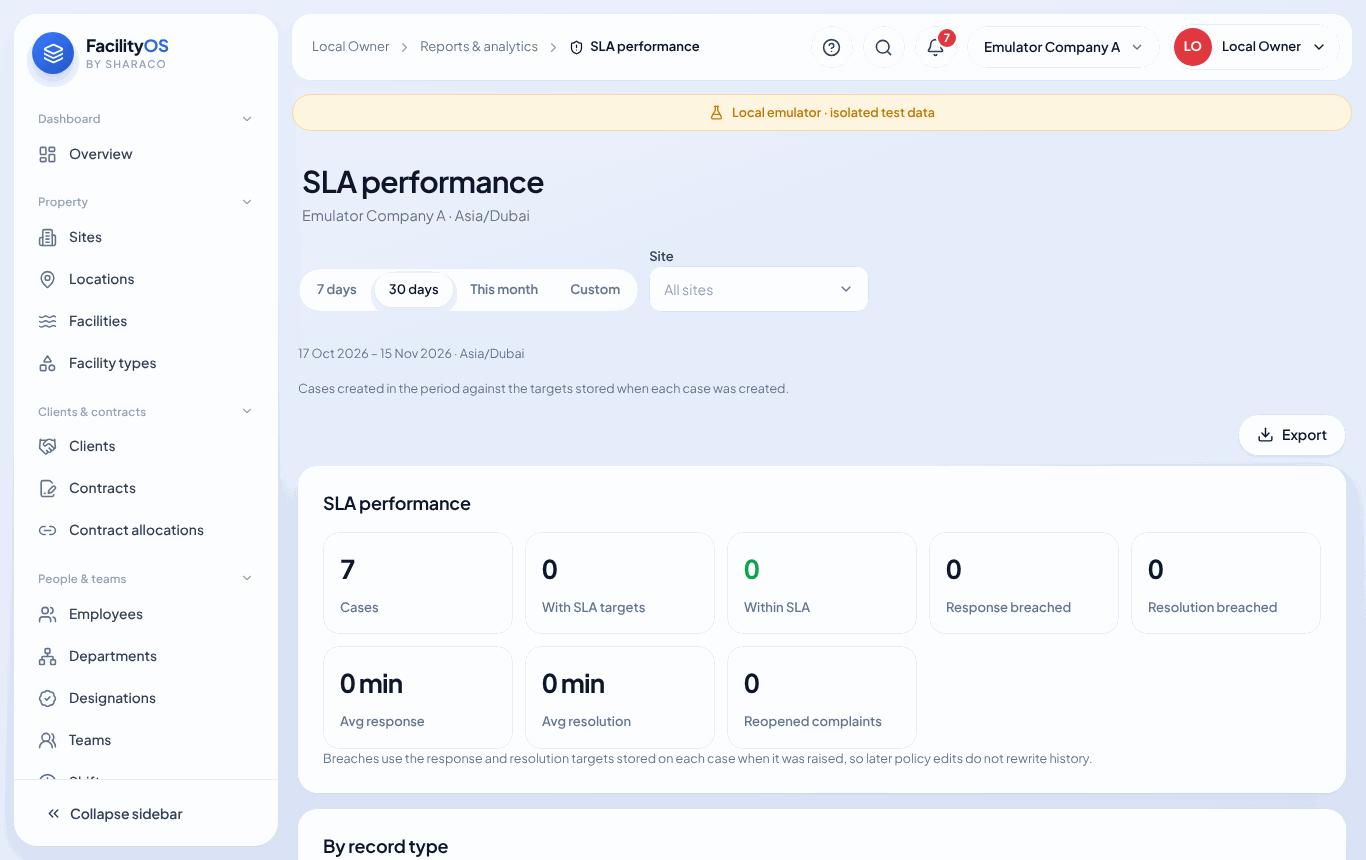 FacilityOS
BY SHARACO
Dashboard
Overview
Property
Sites
Locations
Facilities
Facility types
Clients & contracts
Clients
Contracts
Contract allocations
People & teams
Employees
Departments
Designations
Teams
Collapse sidebar
Local Owner > Reports & analytics > SLA performance
7
Emulator Company A
LO
Local Owner
Local emulator · isolated test data
SLA performance
Emulator Company A · Asia/Dubai
Site
7 days
30 days
This month
Custom
All sites
17 Oct 2026 – 15 Nov 2026 · Asia/Dubai
Cases created in the period against the targets stored when each case was created.
Export
SLA performance
7
Cases
0
With SLA targets
0
Within SLA
0
Response breached
0
Resolution breached
0 min
Avg response
0 min
Avg resolution
0
Reopened complaints
Breaches use the response and resolution targets stored on each case when it was raised, so later policy edits do not rewrite history.
By record type